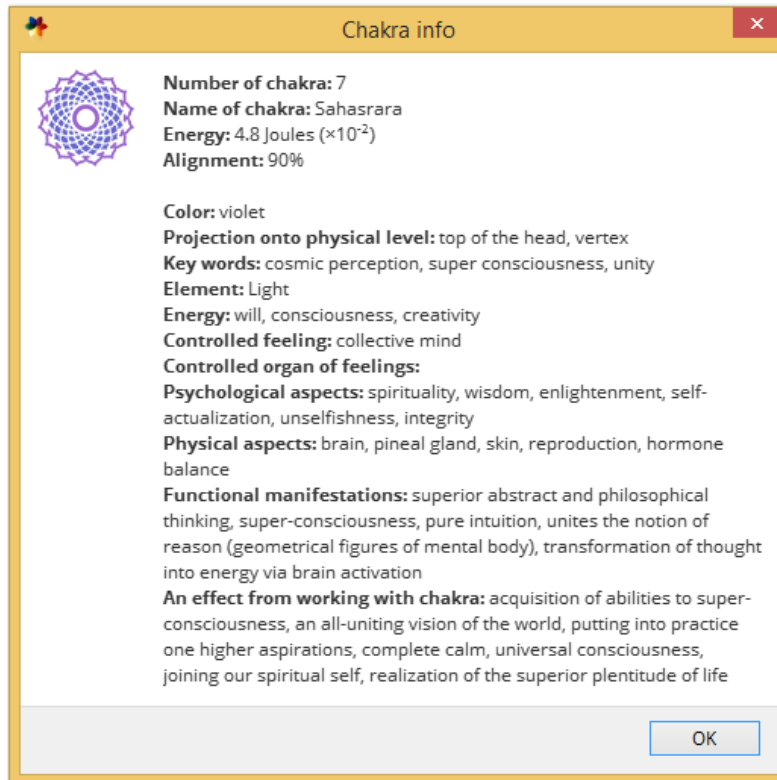 Chakra info
Number of chakra: 7
Name of chakra: Sahasrara
Energy: 4.8 Joules (×10⁻²)
Alignment: 90%
Color: violet
Projection onto physical level: top of the head, vertex
Key words: cosmic perception, super consciousness, unity
Element: Light
Energy: will, consciousness, creativity
Controlled feeling: collective mind
Controlled organ of feelings:
Psychological aspects: spirituality, wisdom, enlightenment, self-
actualization, unselfishness, integrity
Physical aspects: brain, pineal gland, skin, reproduction, hormone
balance
Functional manifestations: superior abstract and philosophical
thinking, super-consciousness, pure intuition, unites the notion of
reason (geometrical figures of mental body), transformation of thought
into energy via brain activation
An effect from working with chakra: acquisition of abilities to super-
consciousness, an all-uniting vision of the world, putting into practice
one higher aspirations, complete calm, universal consciousness,
joining our spiritual self, realization of the superior plentitude of life
OK